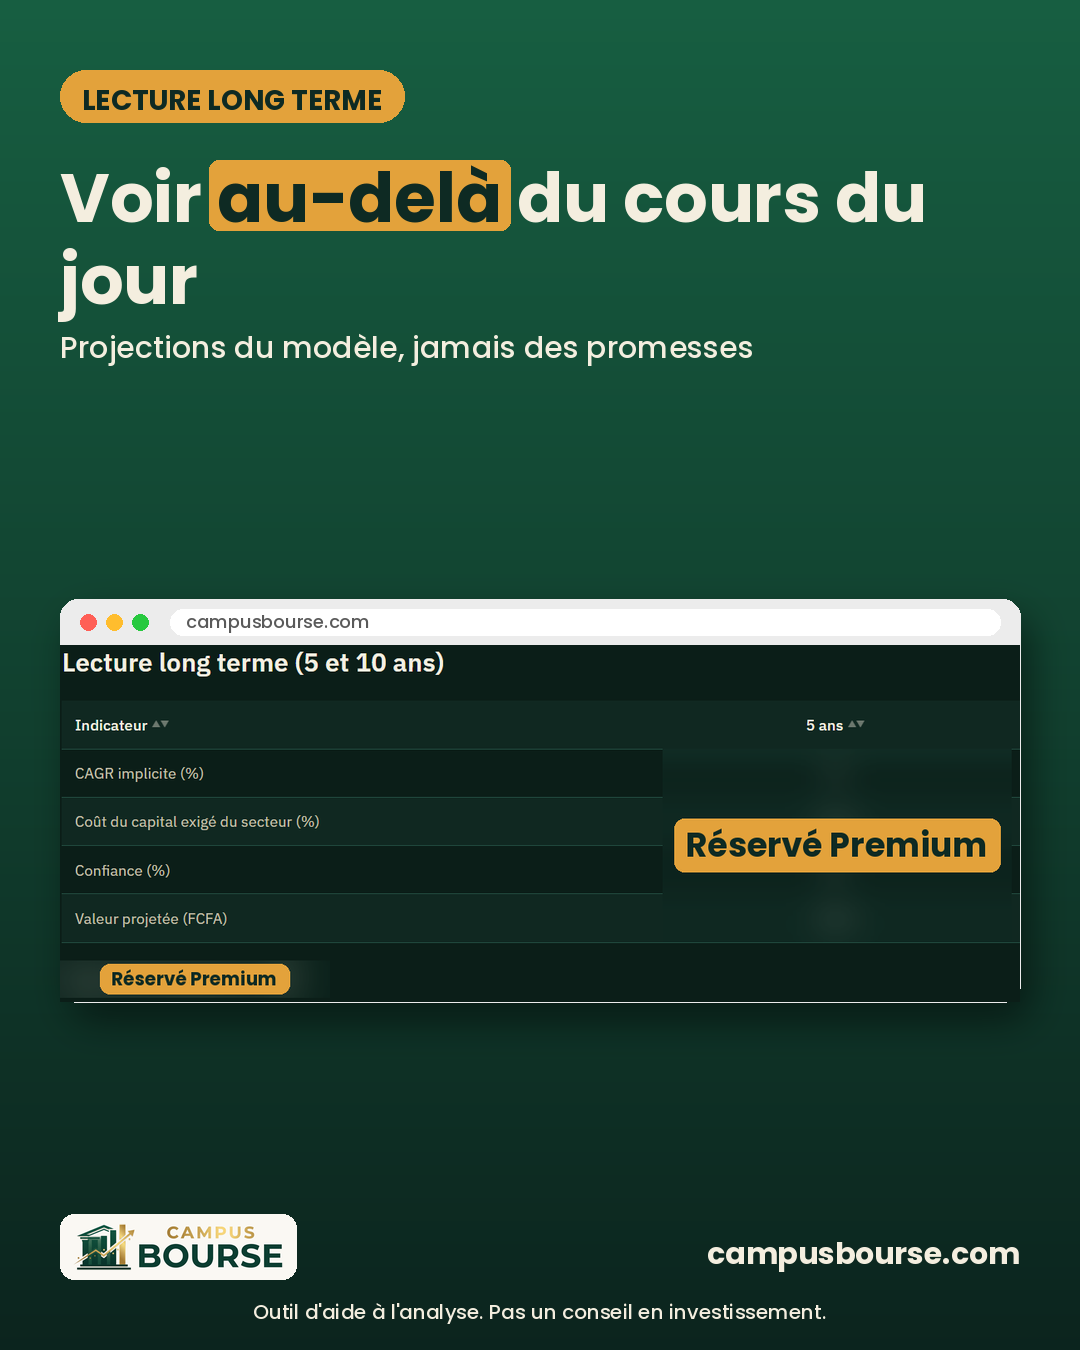 LECTURE LONG TERME
Voir au-delà du cours du
jour
Projections du modèle, jamais des promesses
campusbourse.com
Lecture long terme (5 et 10 ans)
Indicateur 5 ans
CAGR implicite (%)
Coût du capital exigé du secteur (%)
Réservé Premium
Confiance (%)
Valeur projetée (FCFA)
Réservé Premium
CAMPUS
BOURSE
campusbourse.com
Outil d'aide à l'analyse. Pas un conseil en investissement.